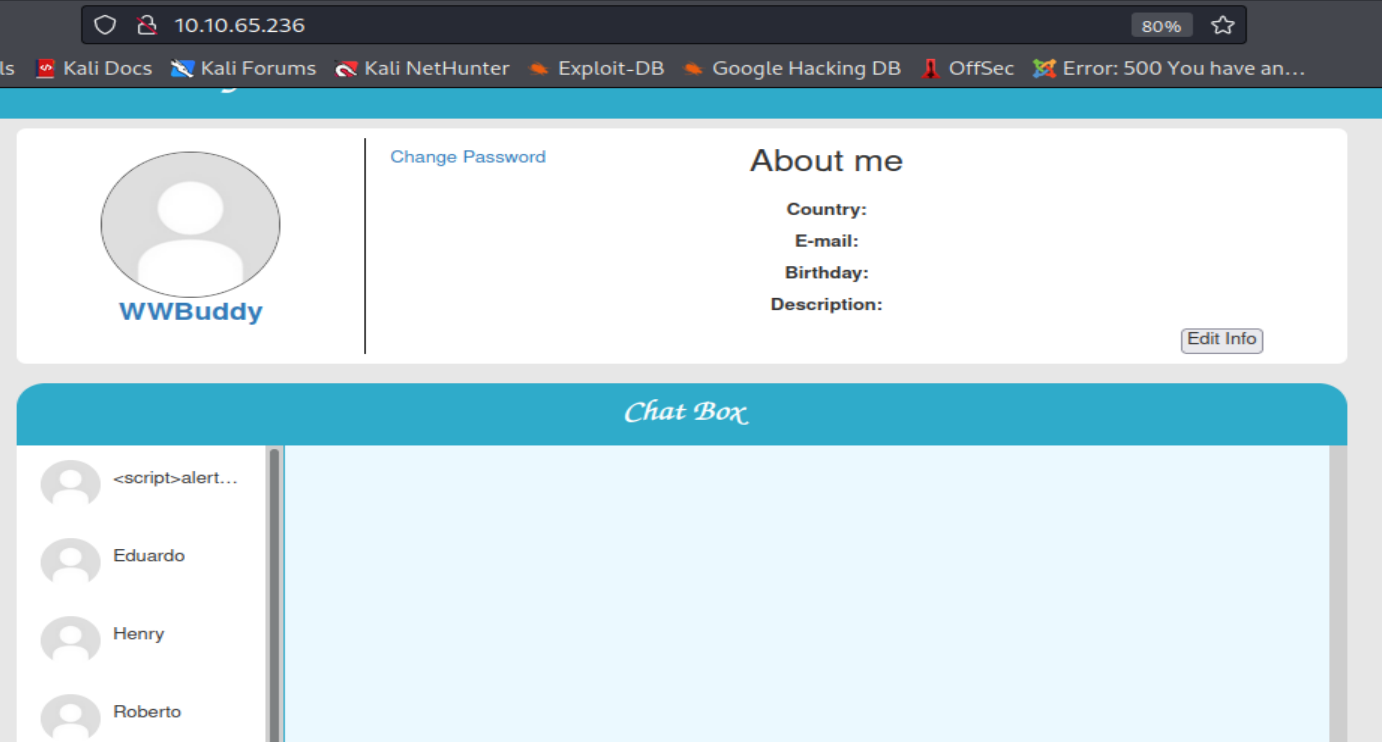 10.10.65.236
80%
ls Kali Docs Kali Forums Kali NetHunter Exploit-DB Google Hacking DB OffSec Error: 500 You have an…
Change Password
About me
Country:
E-mail:
Birthday:
Description:
WWBuddy
Edit Info
Chat Box
<script>alert…
Eduardo
Henry
Roberto